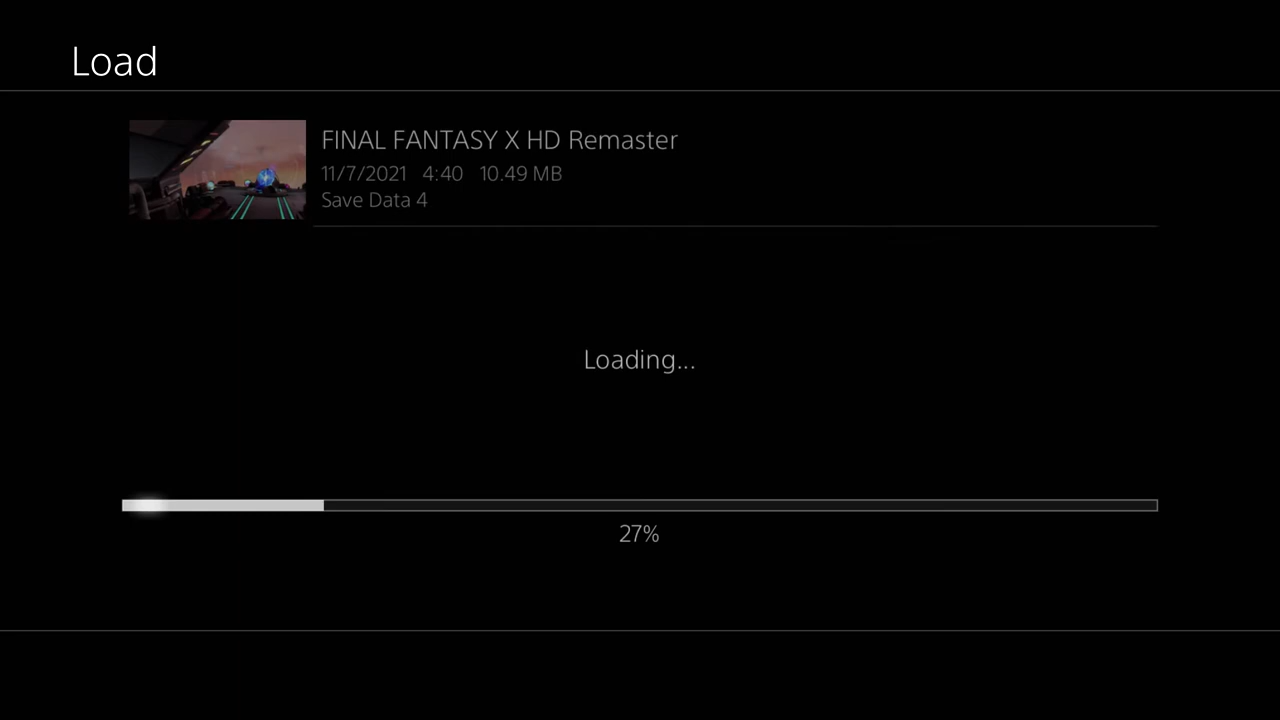 Load
FINAL FANTASY X HD Remaster
11/7/2021 4:40 10.49 MB
Save Data 4
Loading...
27%